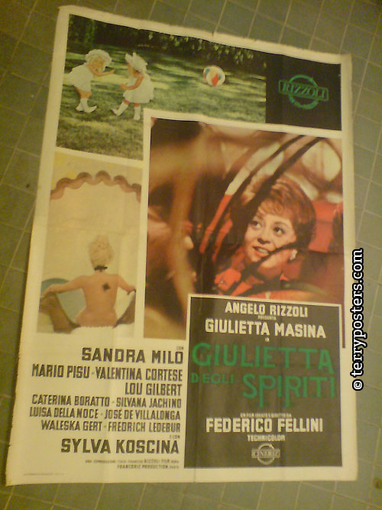 RIZZOLI
ANGELO RIZZOLI
PRESENTA
GIULIETTA MASINA
IN
GIULIETTA
DEGLI SPIRITI
UN FILM
FEDERICO FELLINI
TECHNICOLOR
CINERIZ
CON
SANDRA MILO
MARIO PISU - VALENTINA CORTESE
LOU GILBERT
CATERINA BORATTO - SILVANA JACHINO
LUISA DELLA NOCE - JOSÉ DE VILLALONGA
WALESKA GERT - FREDRICH LEDEBUR
E CON
SYLVA KOSCINA
© terryposters.com